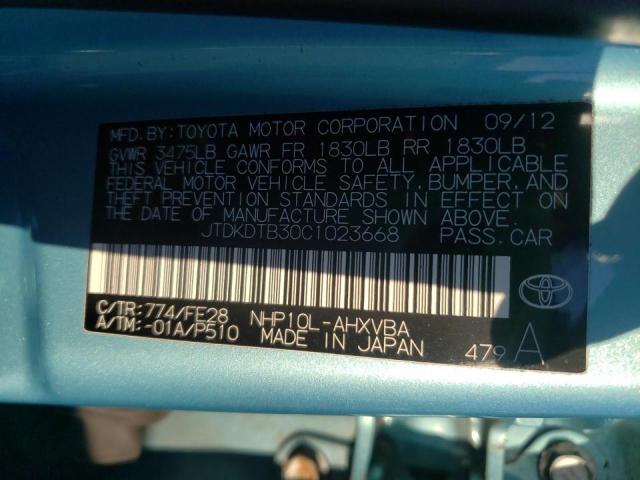 MFD. BY: TOYOTA MOTOR CORPORATION 09/12
GVWR 3475LB GAWR FR 1830LB RR 1830LB
THIS VEHICLE CONFORMS TO ALL APPLICABLE
FEDERAL MOTOR VEHICLE SAFETY, BUMPER, AND
THEFT PREVENTION STANDARDS IN EFFECT ON
THE DATE OF MANUFACTURE SHOWN ABOVE.
JTDKDTB30C1023668 PASS. CAR
C/TR: 774/FE28 NHP10L-AHXVBA
A/TM: -01A/P510 MADE IN JAPAN 479 A
TOYOTA